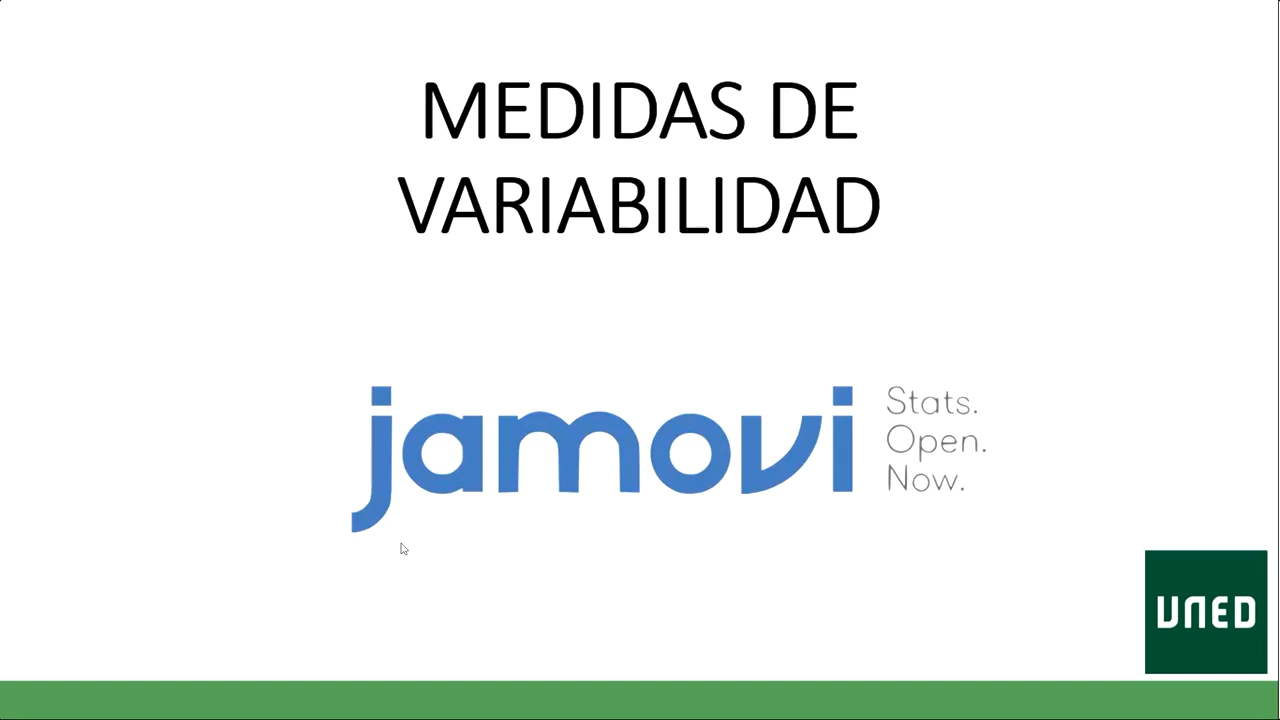 MEDIDAS DE
VARIABILIDAD
jamovi
Stats.
Open.
Now.
UNED